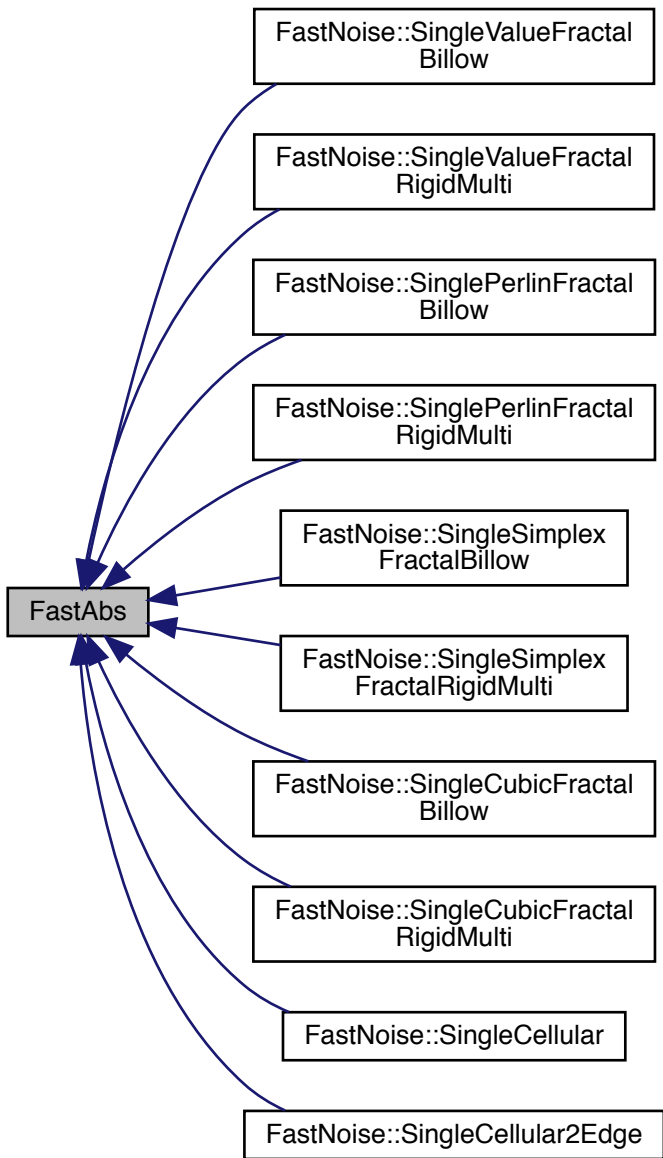 FastNoise::SingleValueFractal
Billow
FastNoise::SingleValueFractal
RigidMulti
FastNoise::SinglePerlinFractal
Billow
FastNoise::SinglePerlinFractal
RigidMulti
FastNoise::SingleSimplex
FractalBillow
FastAbs
FastNoise::SingleSimplex
FractalRigidMulti
FastNoise::SingleCubicFractal
Billow
FastNoise::SingleCubicFractal
RigidMulti
FastNoise::SingleCellular
FastNoise::SingleCellular2Edge